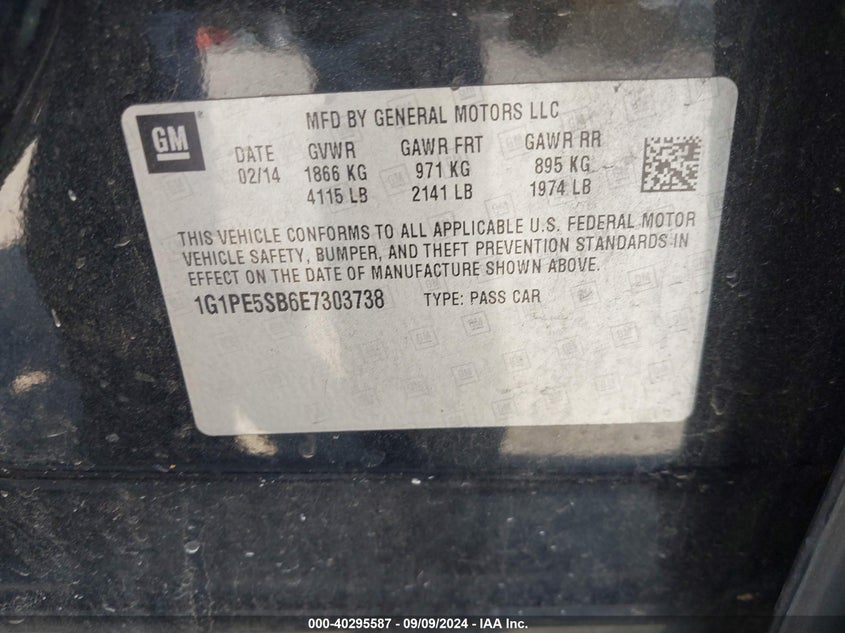 GM
MFD BY GENERAL MOTORS LLC
DATE GVWR GAWR FRT GAWR RR
02/14 1866 KG 971 KG 895 KG
4115 LB 2141 LB 1974 LB
THIS VEHICLE CONFORMS TO ALL APPLICABLE U.S. FEDERAL MOTOR
VEHICLE SAFETY, BUMPER, AND THEFT PREVENTION STANDARDS IN
EFFECT ON THE DATE OF MANUFACTURE SHOWN ABOVE.
1G1PE5SB6E7303738 TYPE: PASS CAR
000-40295587 - 09/09/2024 - IAA Inc.